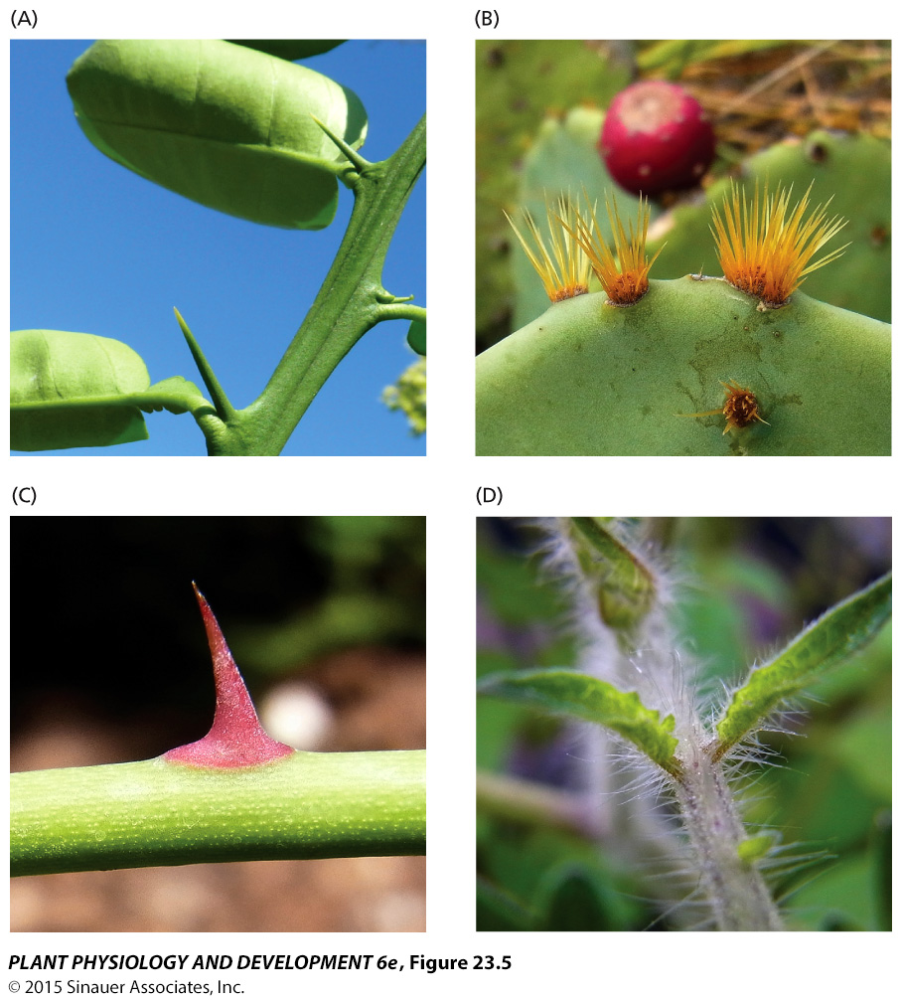 (A)
(B)
(C)
(D)
PLANT PHYSIOLOGY AND DEVELOPMENT 6e, Figure 23.5
© 2015 Sinauer Associates, Inc.